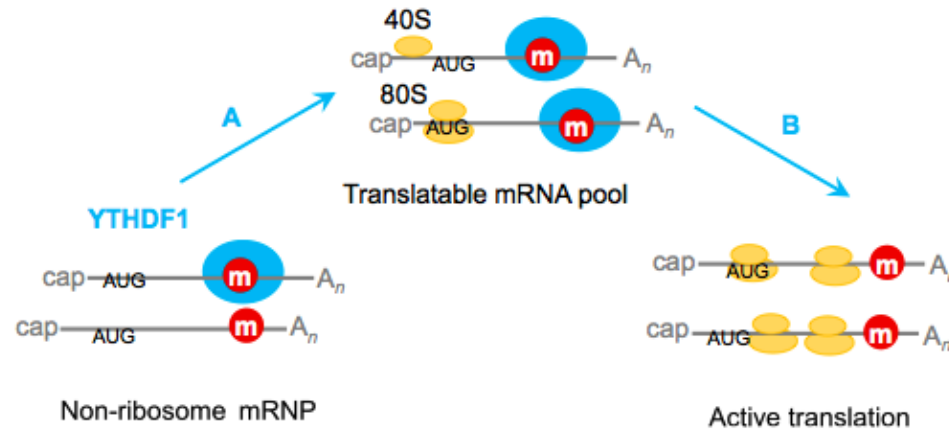 40S
cap AUG m An
80S
cap AUG m An
A
B
Translatable mRNA pool
YTHDF1
cap AUG m An
cap AUG m An
cap AUG m An
cap AUG m An
Non-ribosome mRNP
Active translation